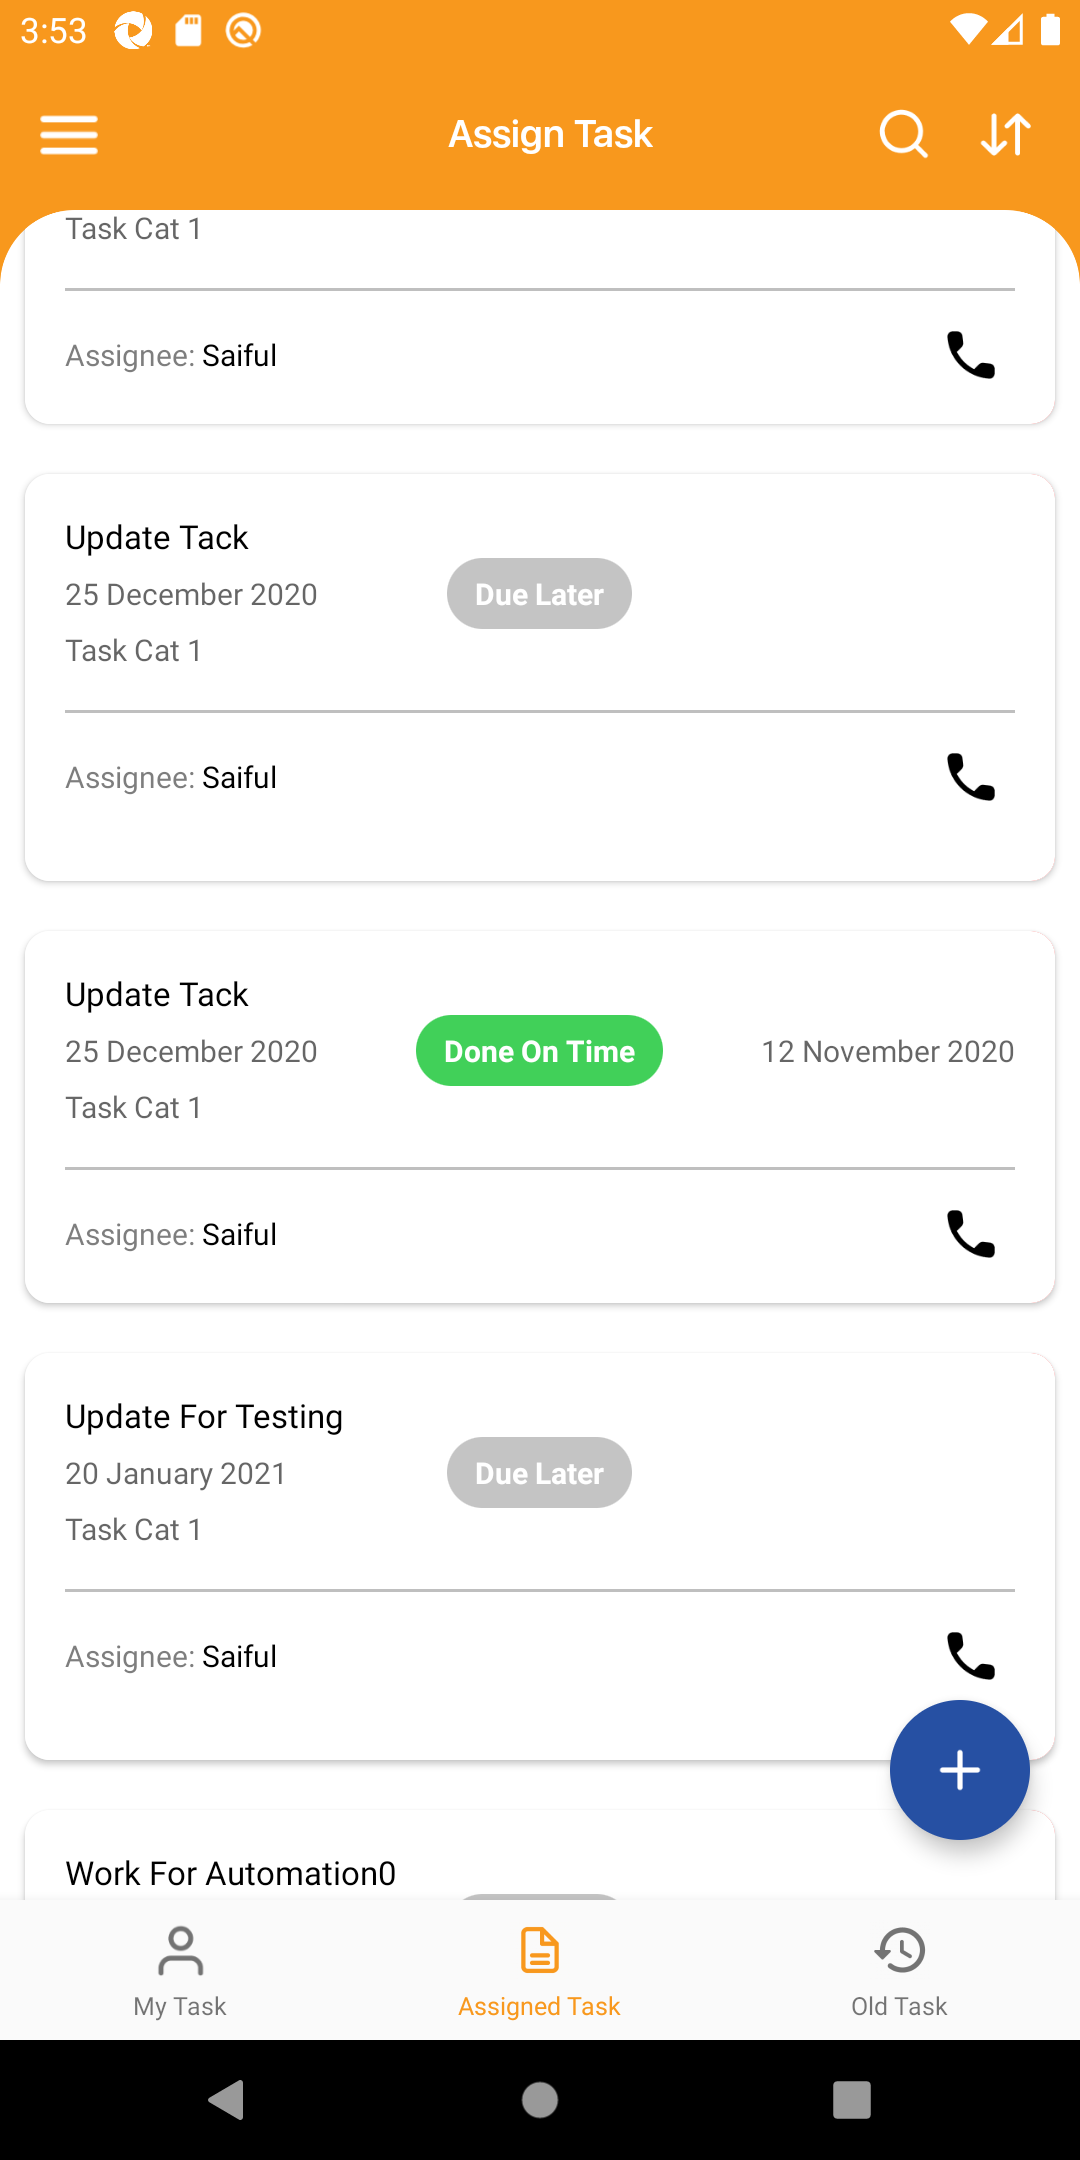 3:53
Assign Task
Task Cat 1
Assignee: Saiful
Update Tack
25 December 2020
Due Later
Task Cat 1
Assignee: Saiful
Update Tack
25 December 2020
Done On Time
12 November 2020
Task Cat 1
Assignee: Saiful
Update For Testing
20 January 2021
Due Later
Task Cat 1
Assignee: Saiful
Work For Automation0
My Task
Assigned Task
Old Task